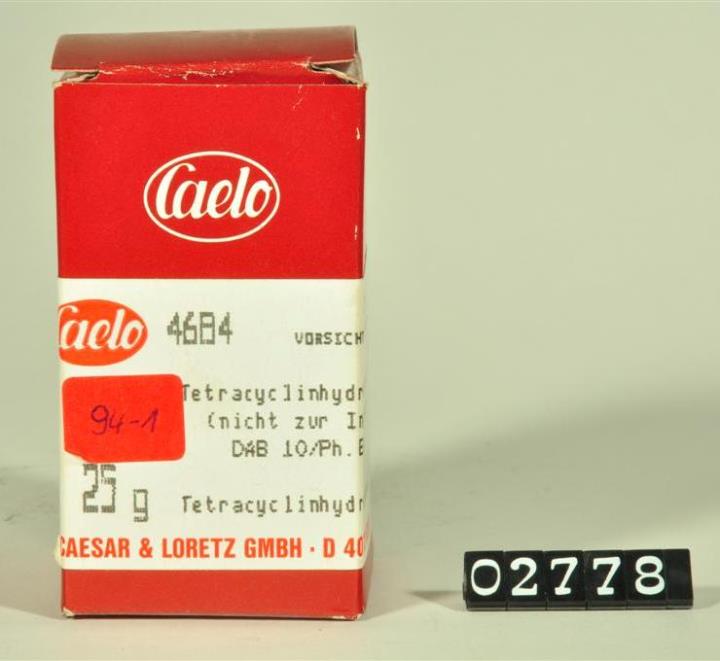 Caelo
Caelo 4684 VORSICH
94-1
Tetracyclinhydr
(nicht zur In
DAB 10/Ph. E
25 g Tetracyclinhydr
CAESAR & LORETZ GMBH · D 40
02778